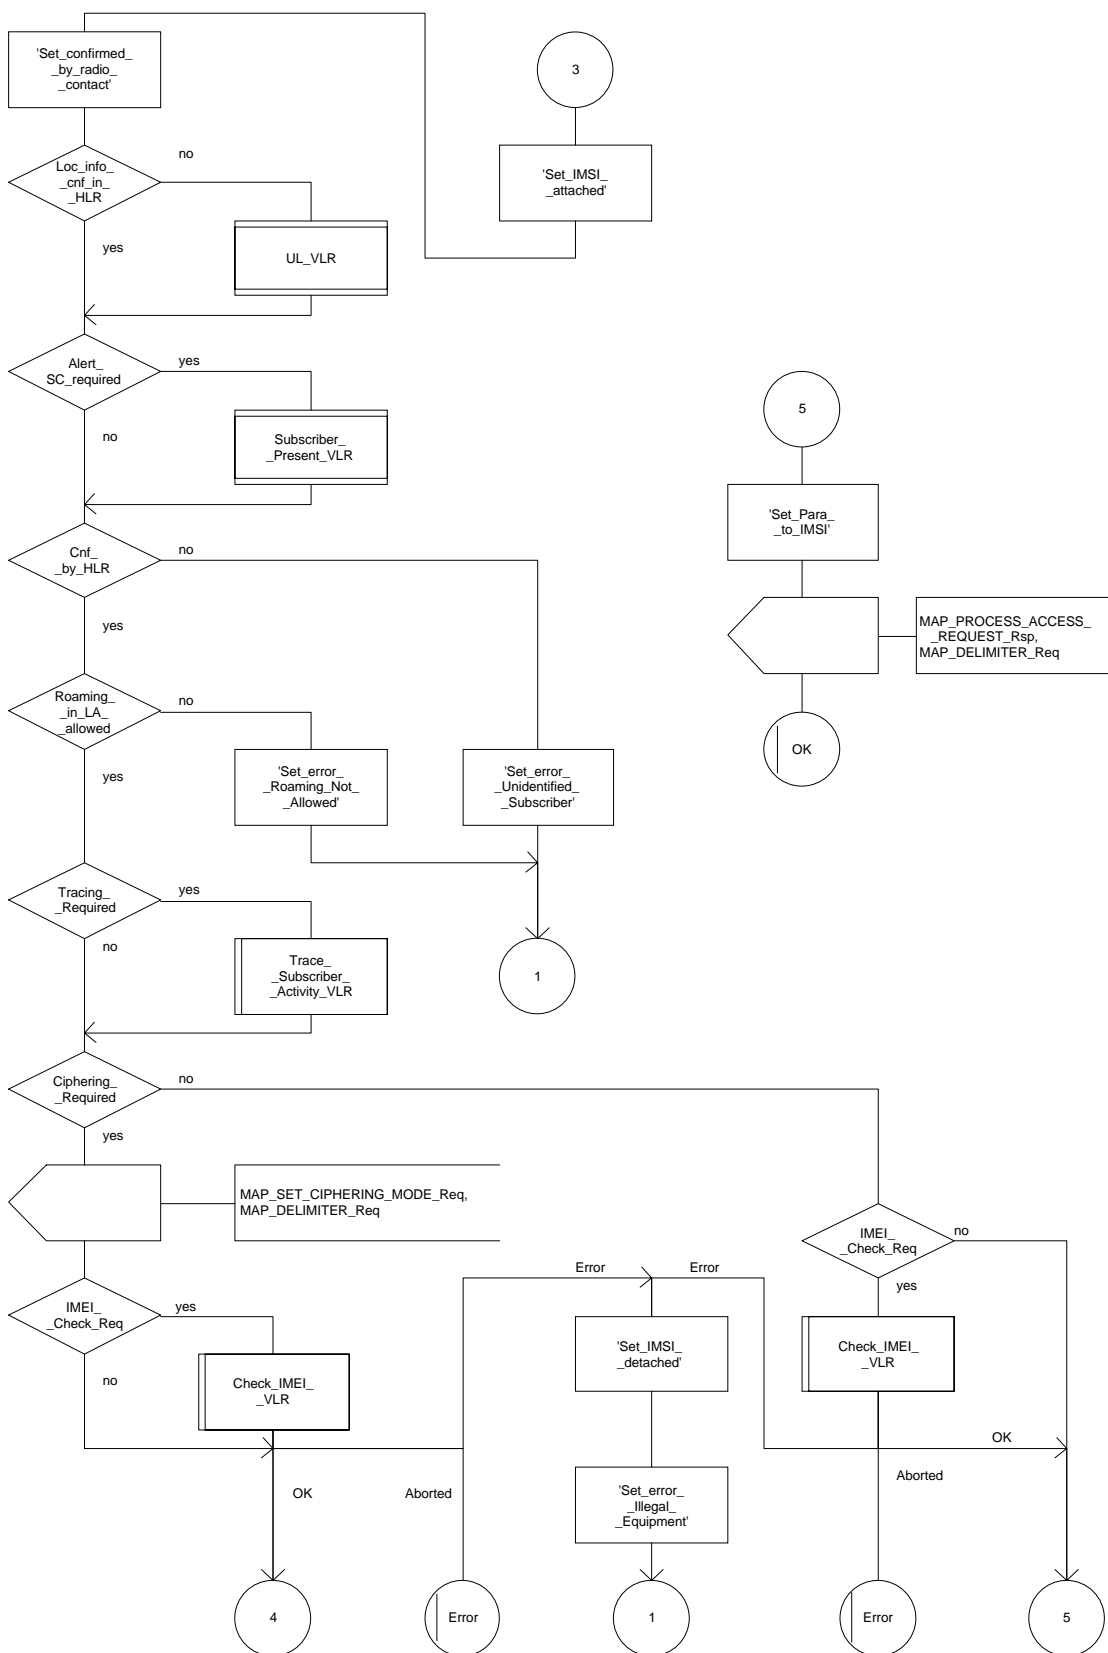 'Set_confirmed_
_by_radio_
_contact'
3
Loc_info_
_cnf_in_
_HLR
no
yes
'Set_IMSI_
_attached'
UL_VLR
Alert_
SC_required
yes
no
Subscriber_
_Present_VLR
5
'Set_Para_
_to_IMSI'
Cnf_
_by_HLR
no
yes
MAP_PROCESS_ACCESS_
_REQUEST_Rsp,
MAP_DELIMITER_Req
OK
Roaming_
_in_LA_
_allowed
no
yes
'Set_error_
_Roaming_Not_
_Allowed'
'Set_error_
_Unidentified_
_Subscriber'
Tracing_
_Required
yes
no
Trace_
_Subscriber_
_Activity_VLR
1
Ciphering_
_Required
no
yes
MAP_SET_CIPHERING_MODE_Req,
MAP_DELIMITER_Req
IMEI_
_Check_Req
no
yes
Error
Error
IMEI_
_Check_Req
yes
no
Check_IMEI_
_VLR
'Set_IMSI_
_detached'
Check_IMEI_
_VLR
OK
Aborted
OK
Aborted
'Set_error_
_Illegal_
_Equipment'
4
Error
1
Error
5